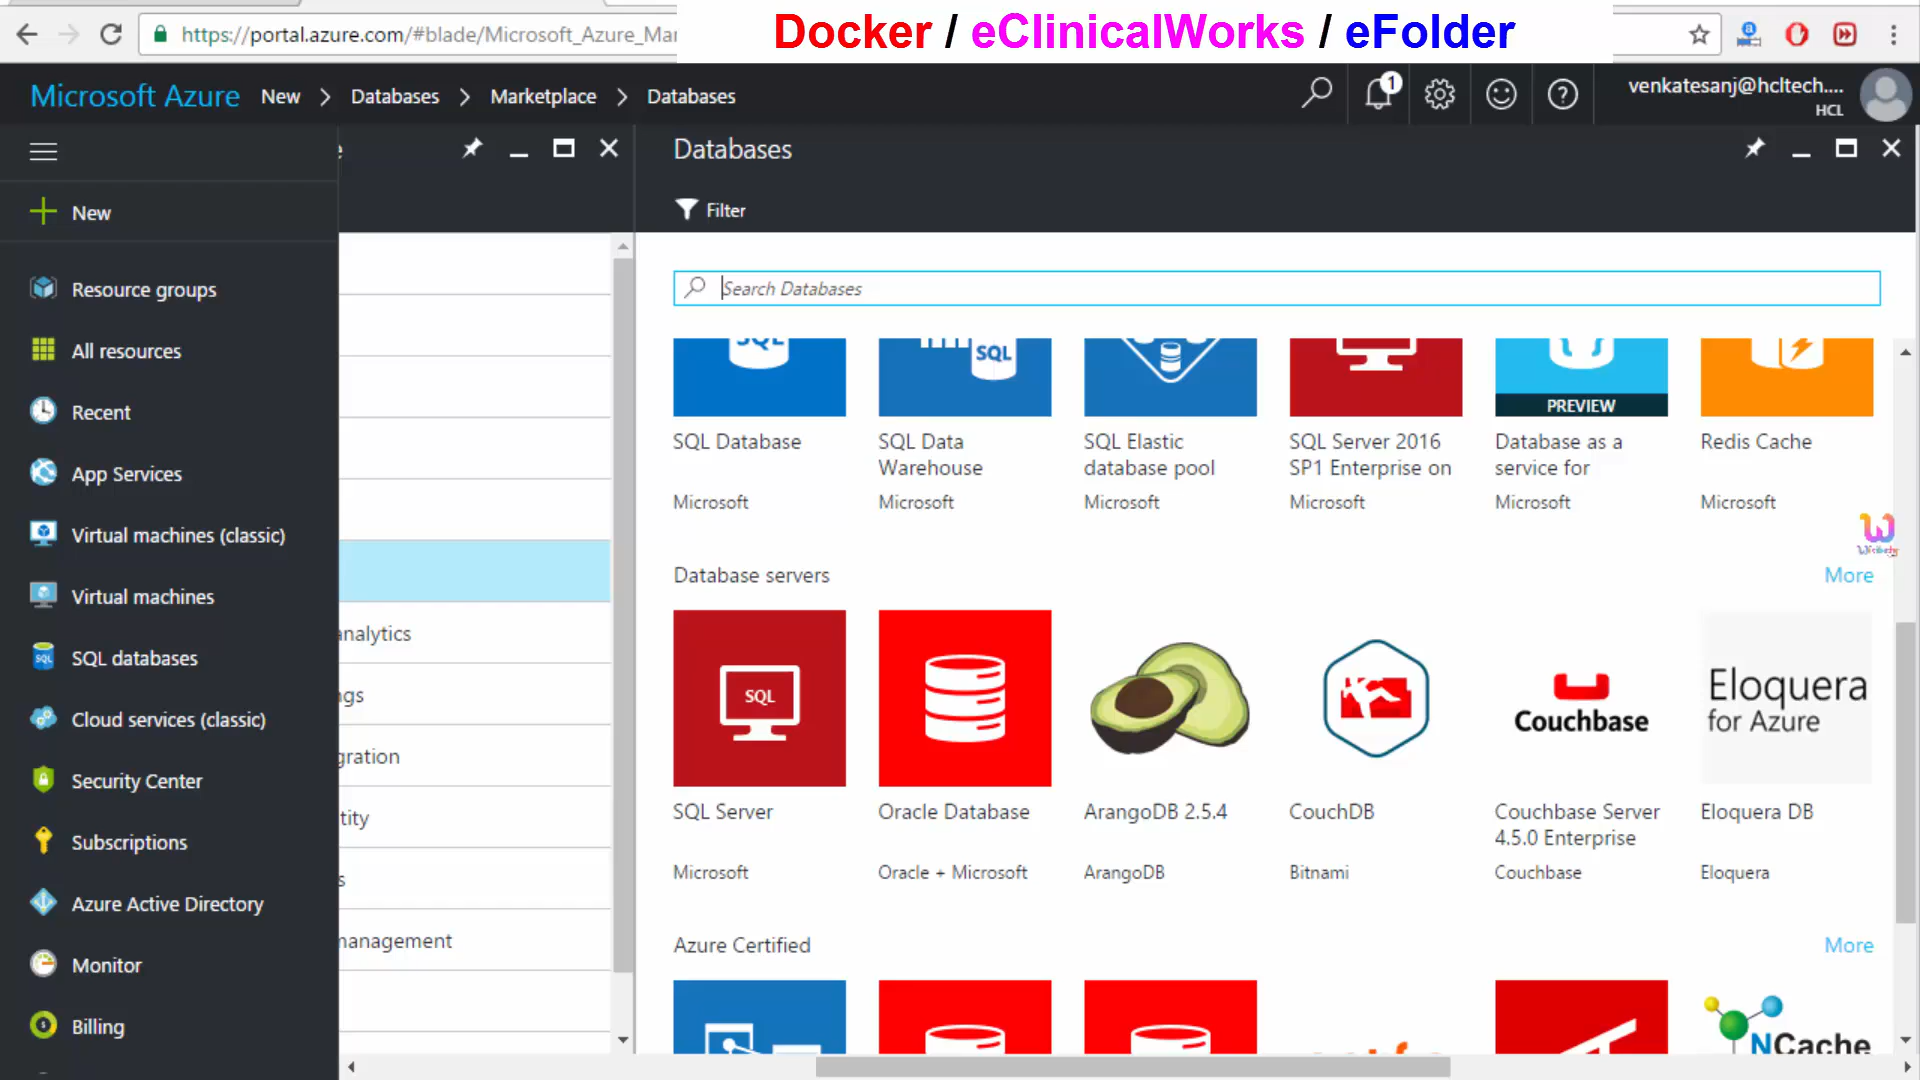 Docker / eClinicalWorks / eFolder
https://portal.azure.com/#blade/Microsoft_Azure_Mar
Microsoft Azure New > Databases > Marketplace > Databases
1
venkatesanj@hcltech....
HCL
New
Resource groups
All resources
Recent
App Services
Virtual machines (classic)
Virtual machines
SQL databases
Cloud services (classic)
Security Center
Subscriptions
Azure Active Directory
Monitor
Billing
e
analytics
ngs
gration
tity
s
management
Databases
Filter
Search Databases
SQL
SQL
PREVIEW
SQL Database
SQL Data
Warehouse
SQL Elastic
database pool
SQL Server 2016
SP1 Enterprise on
Database as a
service for
Redis Cache
Microsoft
Microsoft
Microsoft
Microsoft
Microsoft
Microsoft
Database servers
More
SQL
Couchbase
Eloquera
for Azure
SQL Server
Oracle Database
ArangoDB 2.5.4
CouchDB
Couchbase Server
4.5.0 Enterprise
Eloquera DB
Microsoft
Oracle + Microsoft
ArangoDB
Bitnami
Couchbase
Eloquera
Azure Certified
More
NCache